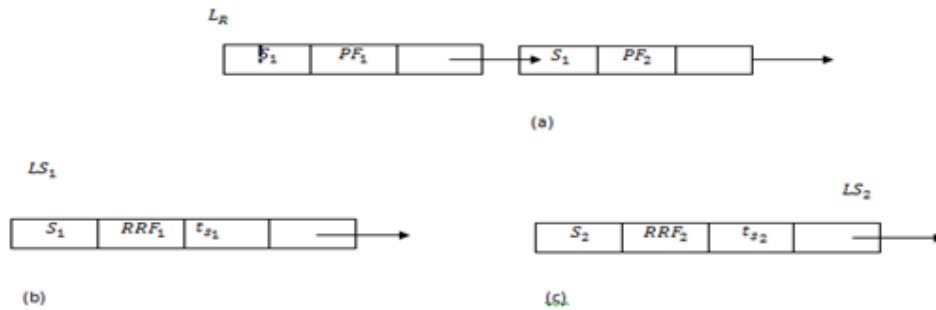 L_R
S_1 PF_1 S_1 PF_2
(a)
LS_1
LS_2
S_1 RRF_1 t_{s_1} S_2 RRF_2 t_{s_2}
(b) (c)